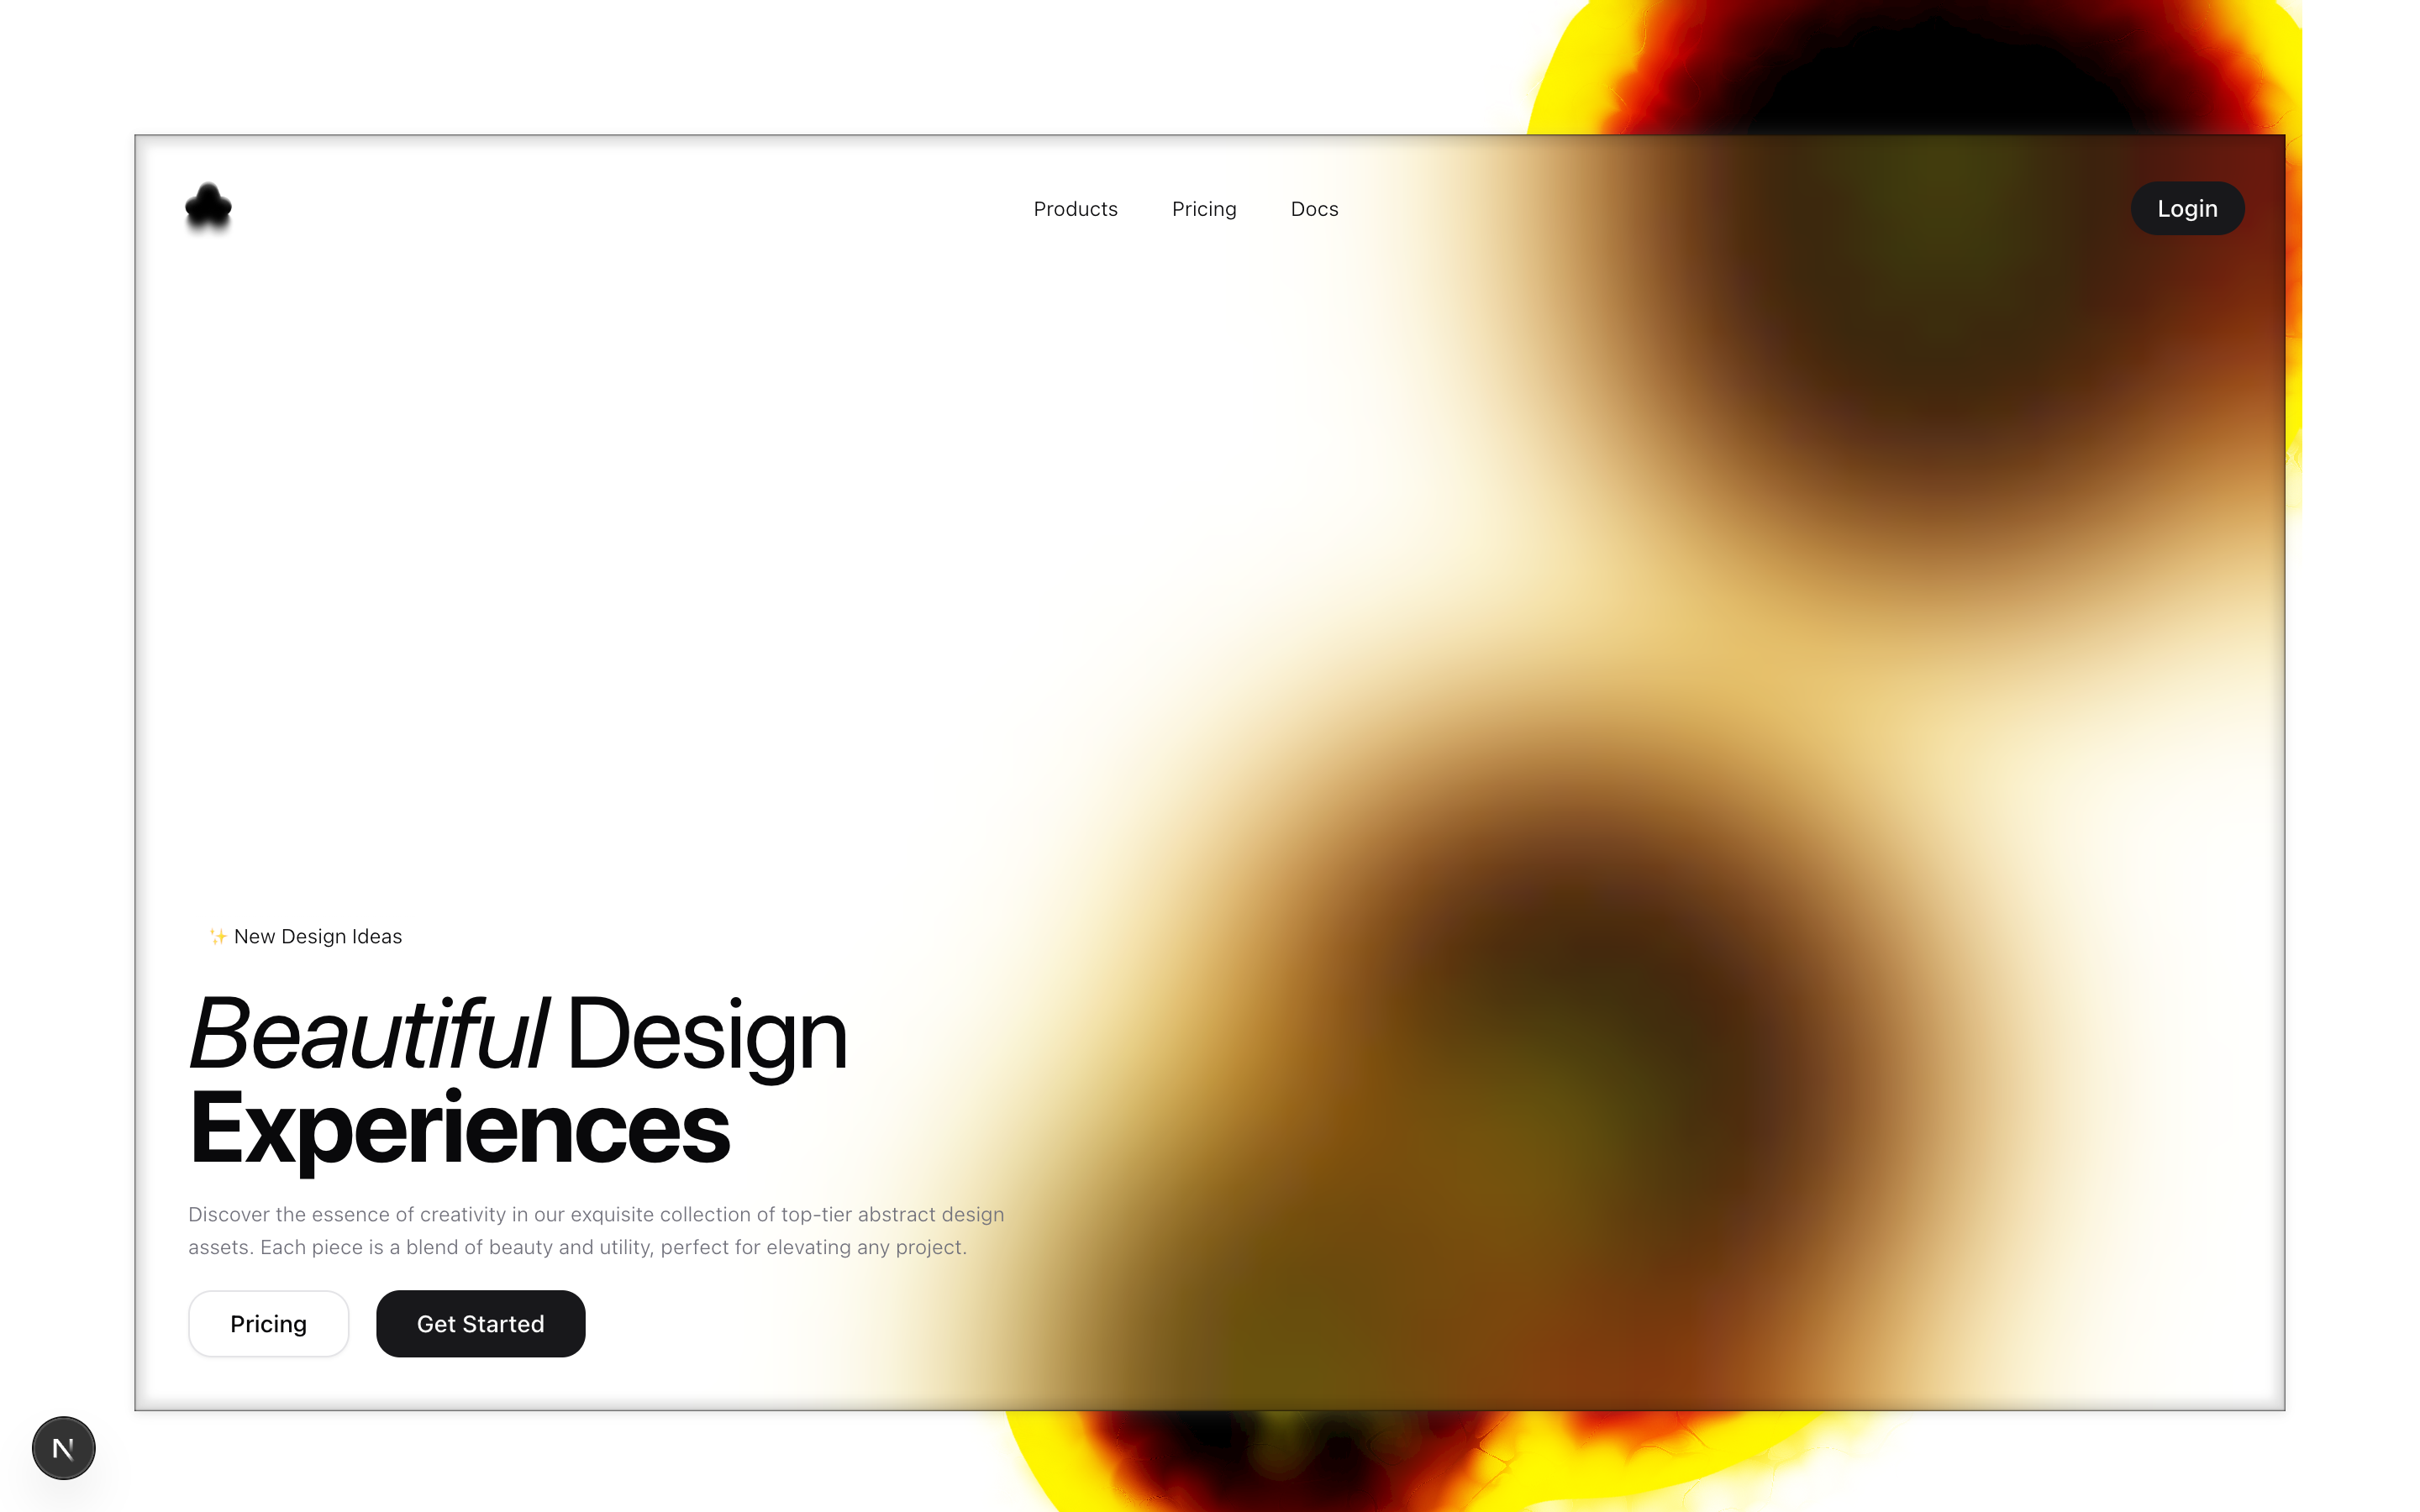 Products Pricing Docs Login
✨ New Design Ideas
Beautiful Design
Experiences
Discover the essence of creativity in our exquisite collection of top-tier abstract design
assets. Each piece is a blend of beauty and utility, perfect for elevating any project.
Pricing Get Started
N